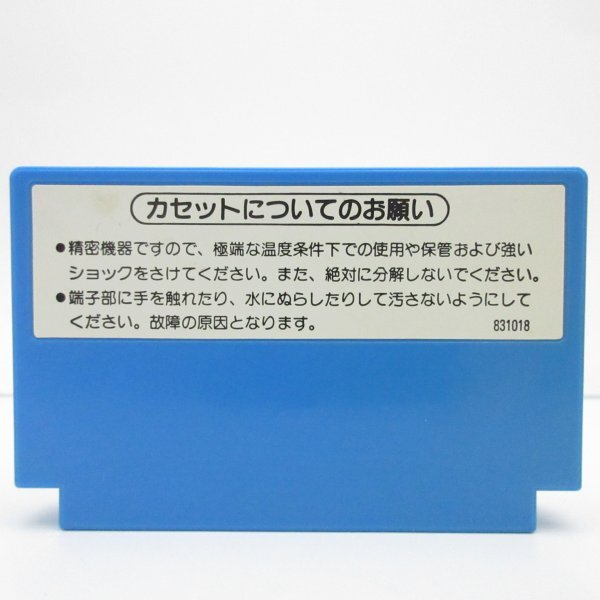 カセットについてのお願い
●精密機器ですので、極端な温度条件下での使用や保管および強い
ショックをさけてください。また、絶対に分解しないでください。
●端子部に手を触れたり、水にぬらしたりして汚さないようにして
ください。故障の原因となります。
831018